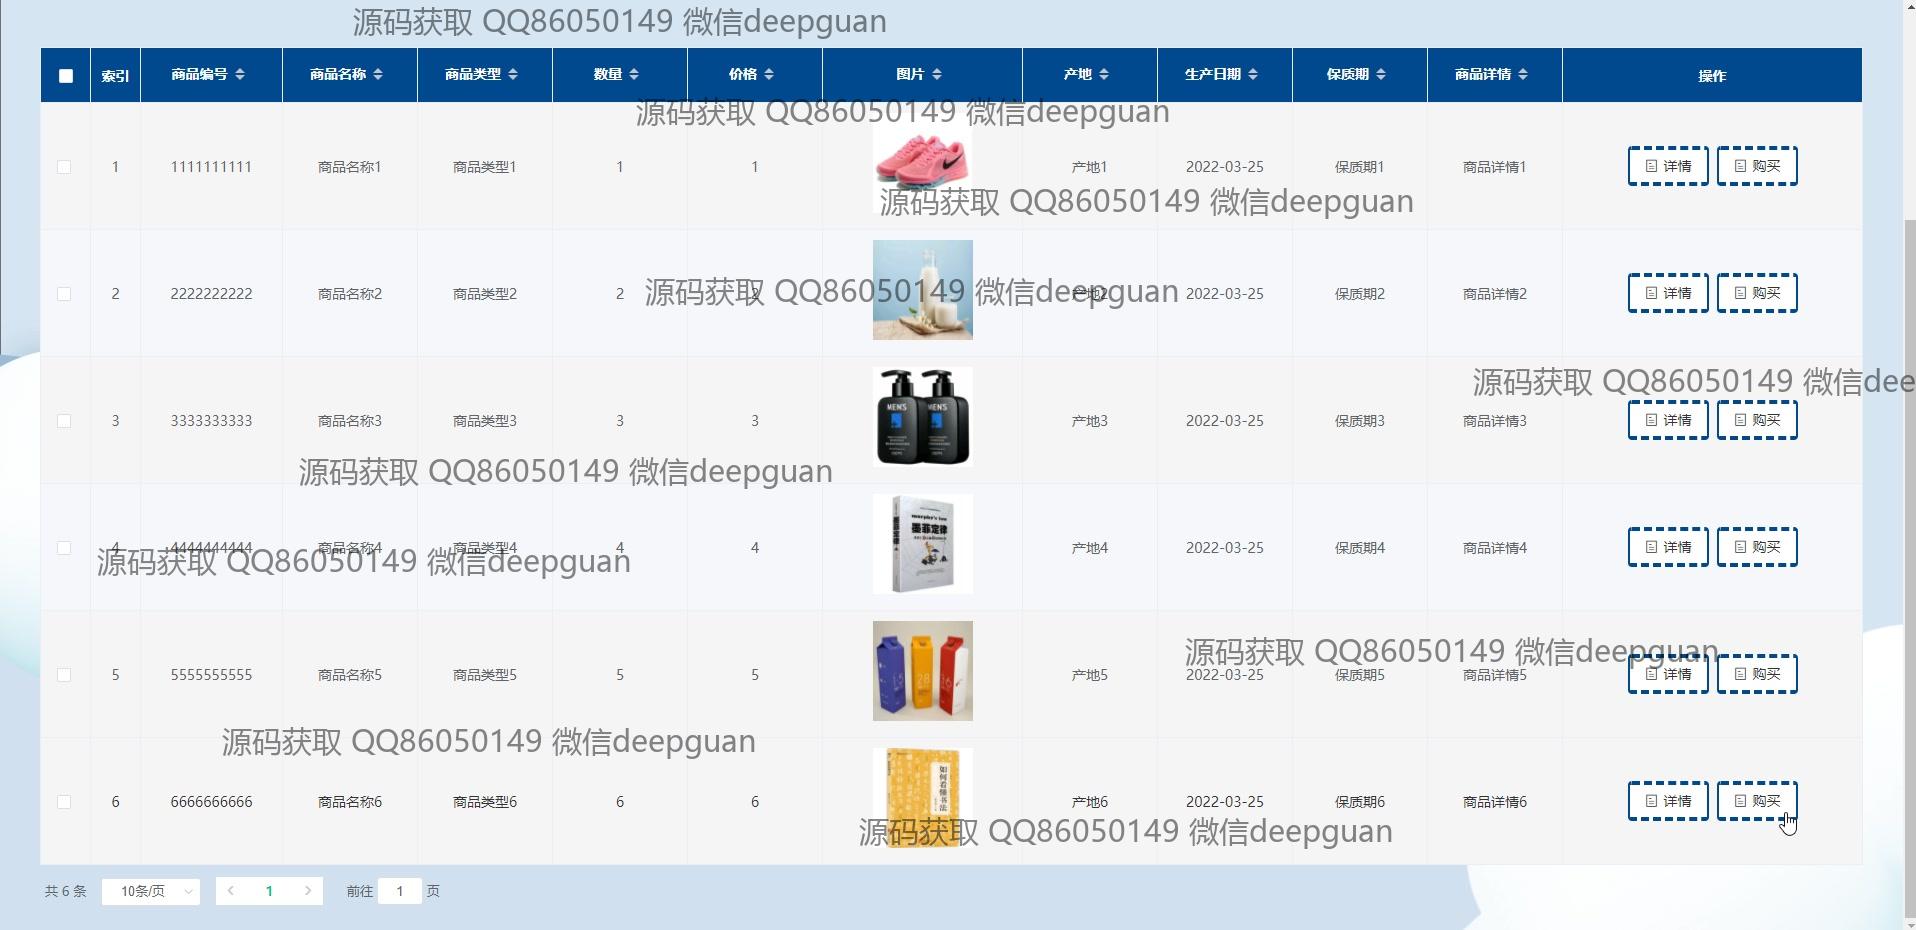 源码获取 QQ86050149 微信deepguan
索引 商品编号 商品名称 商品类型 数量 价格 图片 产地 生产日期 保质期 商品详情 操作
源码获取 QQ86050149 微信deepguan
1 1111111111 商品名称1 商品类型1 1 1 产地1 2022-03-25 保质期1 商品详情1 详情 购买
源码获取 QQ86050149 微信deepguan
2 2222222222 商品名称2 商品类型2 2 2 产地2 2022-03-25 保质期2 商品详情2 详情 购买
源码获取 QQ86050149 微信deepguan
源码获取 QQ86050149 微信dee
MEN'S MEN'S
3 3333333333 商品名称3 商品类型3 3 3 产地3 2022-03-25 保质期3 商品详情3 详情 购买
源码获取 QQ86050149 微信deepguan
murphy's law
墨菲定律
4 4444444444 商品名称4 商品类型4 4 4 产地4 2022-03-25 保质期4 商品详情4 详情 购买
源码获取 QQ86050149 微信deepguan
源码获取 QQ86050149 微信deepguan
5 5555555555 商品名称5 商品类型5 5 5 28 产地5 2022-03-25 保质期5 商品详情5 详情 购买
源码获取 QQ86050149 微信deepguan
如何看懂书法
6 6666666666 商品名称6 商品类型6 6 6 产地6 2022-03-25 保质期6 商品详情6 详情 购买
源码获取 QQ86050149 微信deepguan
共 6 条 10条/页 1 前往 1 页